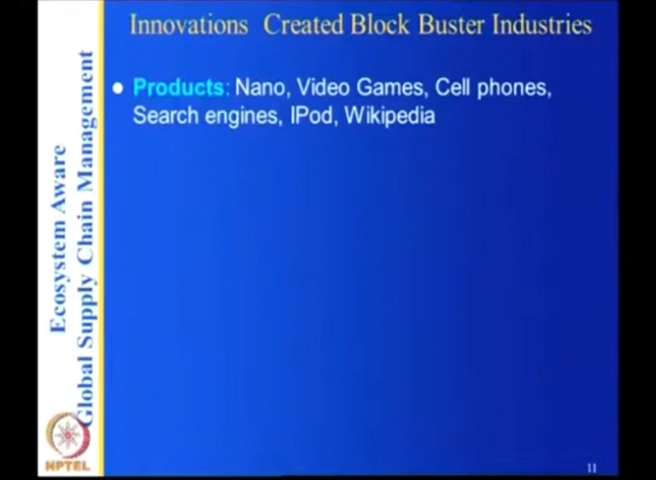 Innovations Created Block Buster Industries
Products: Nano, Video Games, Cell phones,
Search engines, IPod, Wikipedia
Ecosystem Aware
Global Supply Chain Management
NPTEL
11